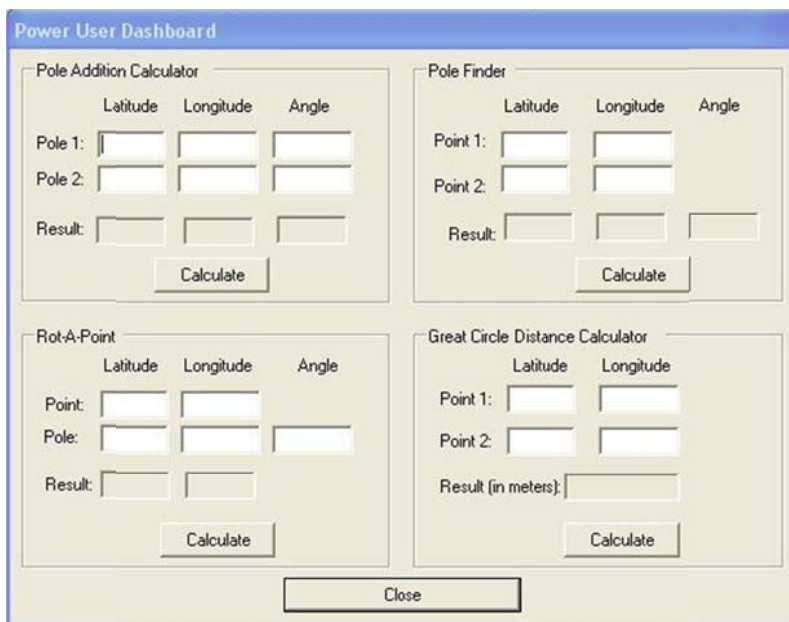 Power User Dashboard
Pole Addition Calculator
Latitude Longitude Angle
Pole 1:
Pole 2:
Result:
Calculate
Pole Finder
Latitude Longitude Angle
Point 1:
Point 2:
Result:
Calculate
Rot-A-Point
Latitude Longitude Angle
Point:
Pole:
Result:
Calculate
Great Circle Distance Calculator
Latitude Longitude
Point 1:
Point 2:
Result (in meters):
Calculate
Close